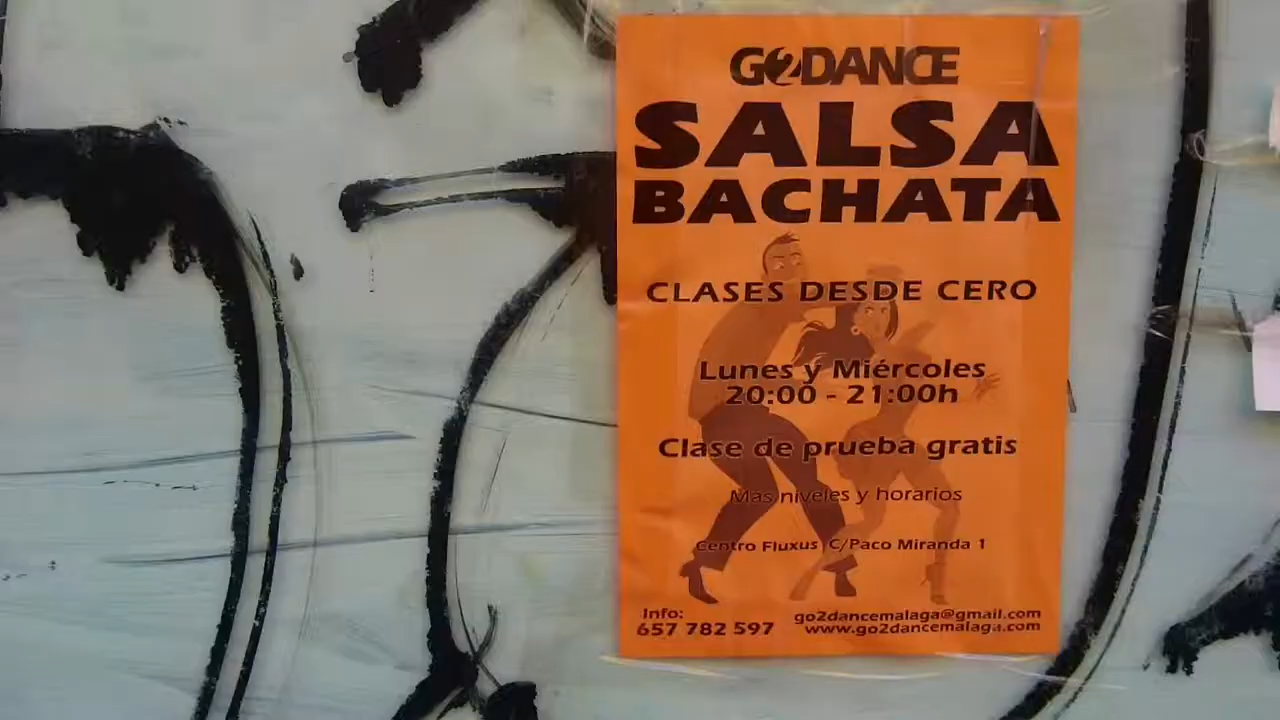 GO2DANCE
SALSA
BACHATA
CLASES DESDE CERO
Lunes y Miércoles
20:00 - 21:00h
Clase de prueba gratis
Mas niveles y horarios
Centro Fluxus C/Paco Miranda 1
Info: go2dancemalaga@gmail.com
657 782 597 www.go2dancemalaga.com